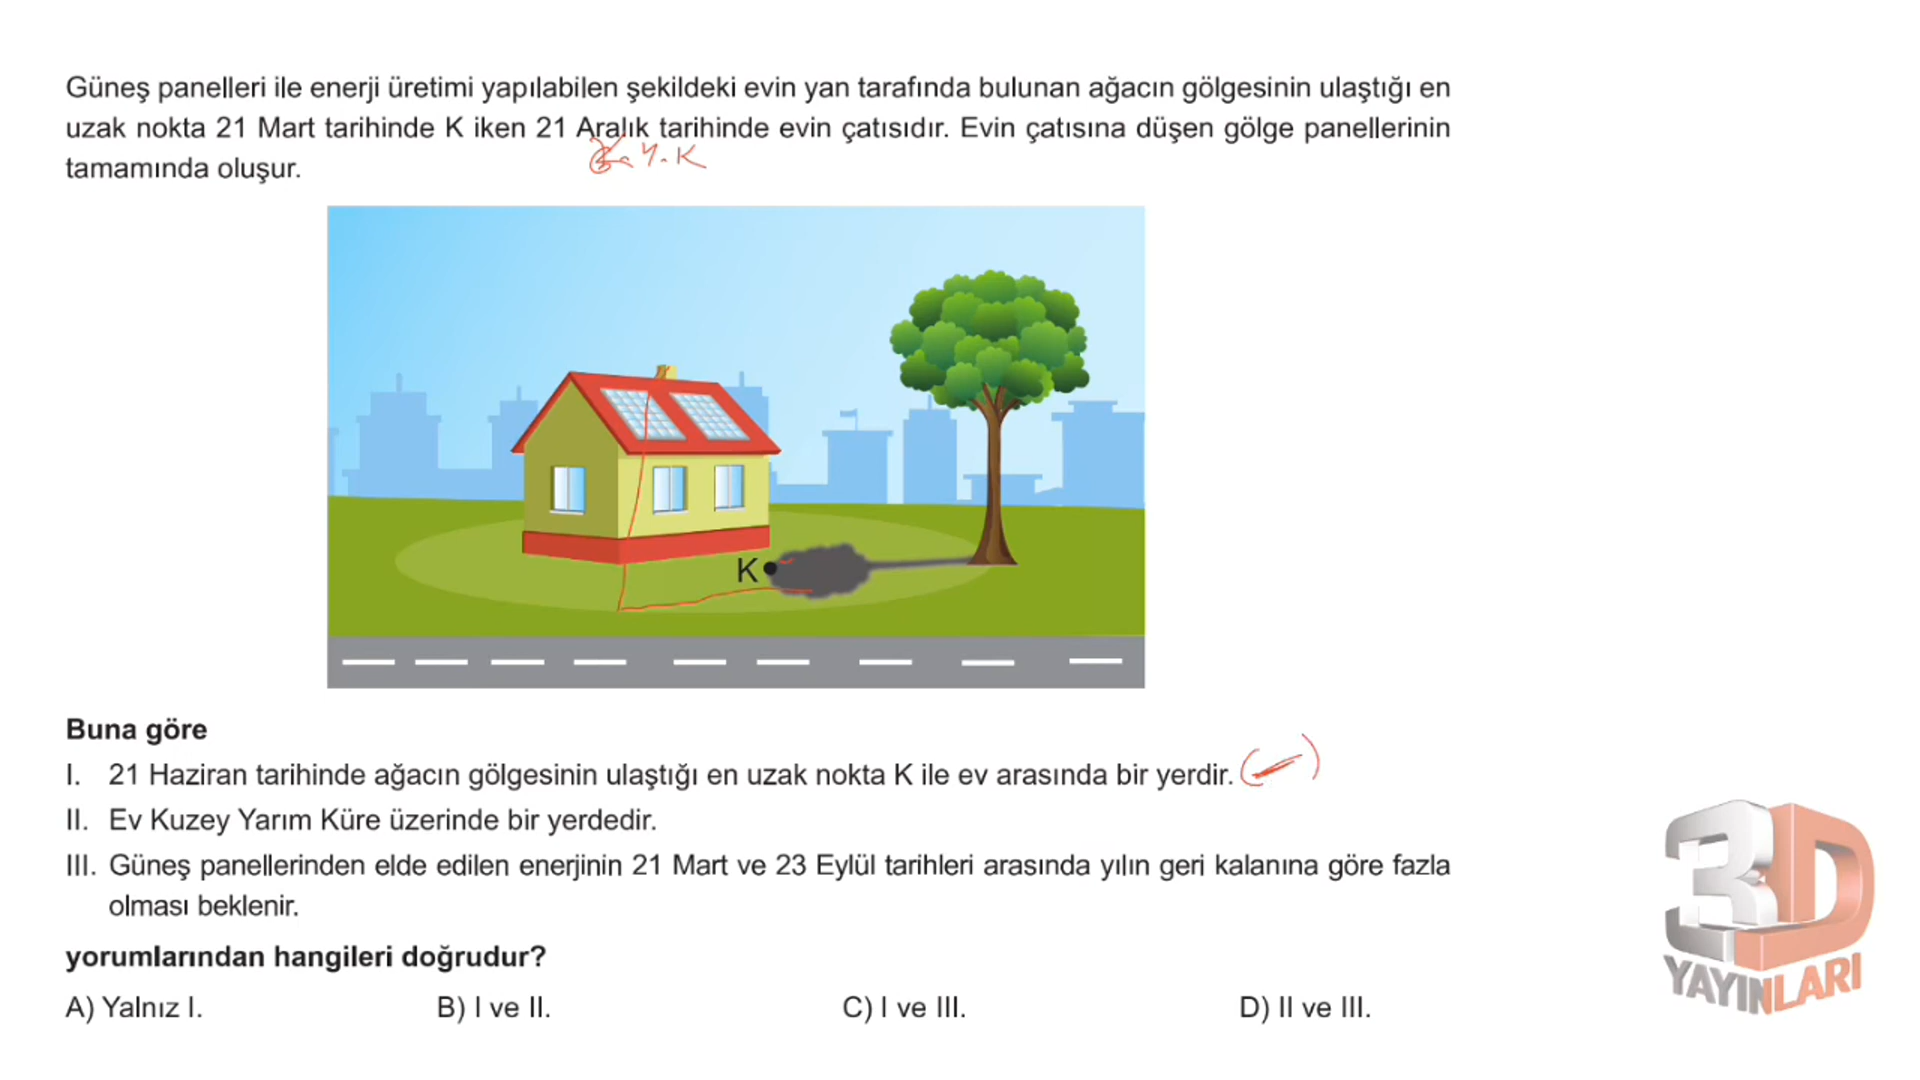 Güneş panelleri ile enerji üretimi yapılabilen şekildeki evin yan tarafında bulunan ağacın gölgesinin ulaştığı en
uzak nokta 21 Mart tarihinde K iken 21 Aralık tarihinde evin çatısıdır. Evin çatısına düşen gölge panellerinin
tamamında oluşur.
K
Buna göre
I. 21 Haziran tarihinde ağacın gölgesinin ulaştığı en uzak nokta K ile ev arasında bir yerdir.
II. Ev Kuzey Yarım Küre üzerinde bir yerdedir.
III. Güneş panellerinden elde edilen enerjinin 21 Mart ve 23 Eylül tarihleri arasında yılın geri kalanına göre fazla
olması beklenir.
yorumlarından hangileri doğrudur?
A) Yalnız I. B) I ve II. C) I ve III. D) II ve III.
3D
YAYINLARI